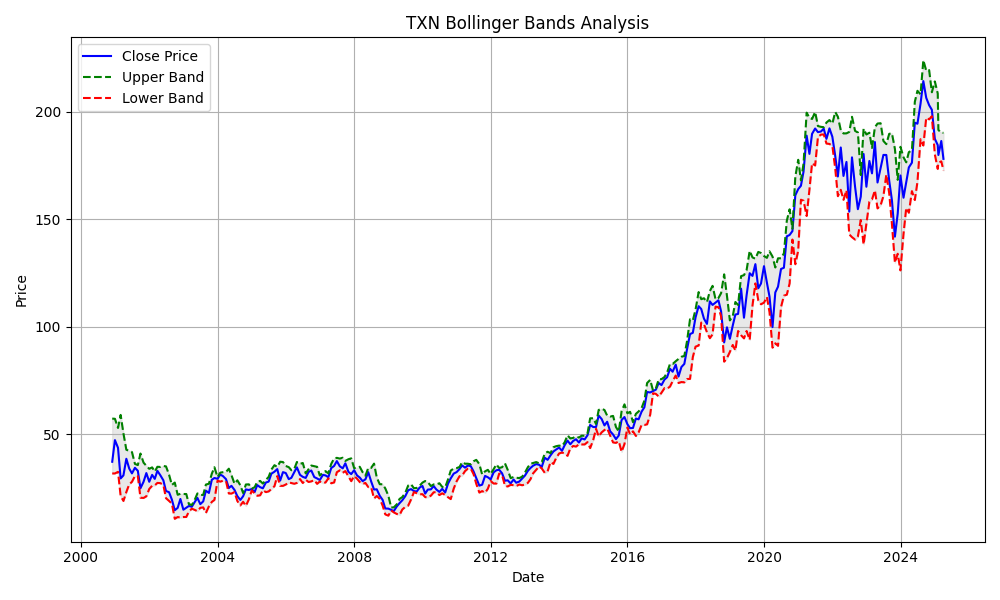 TXN Bollinger Bands Analysis
Close Price
Upper Band
Lower Band
200
150
100
50
Price
2000
2004
2008
2012
2016
2020
2024
Date